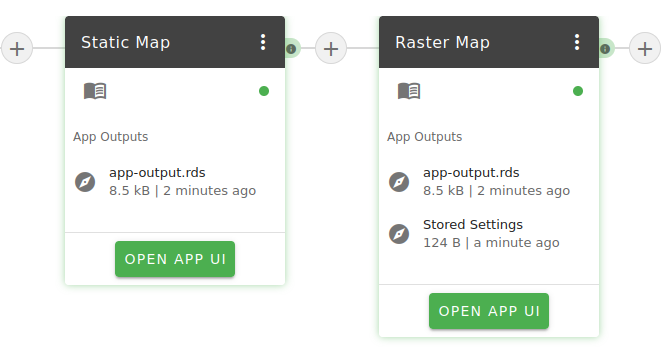 Static Map
App Outputs
app-output.rds
8.5 kB | 2 minutes ago
OPEN APP UI
Raster Map
App Outputs
app-output.rds
8.5 kB | 2 minutes ago
Stored Settings
124 B | a minute ago
OPEN APP UI